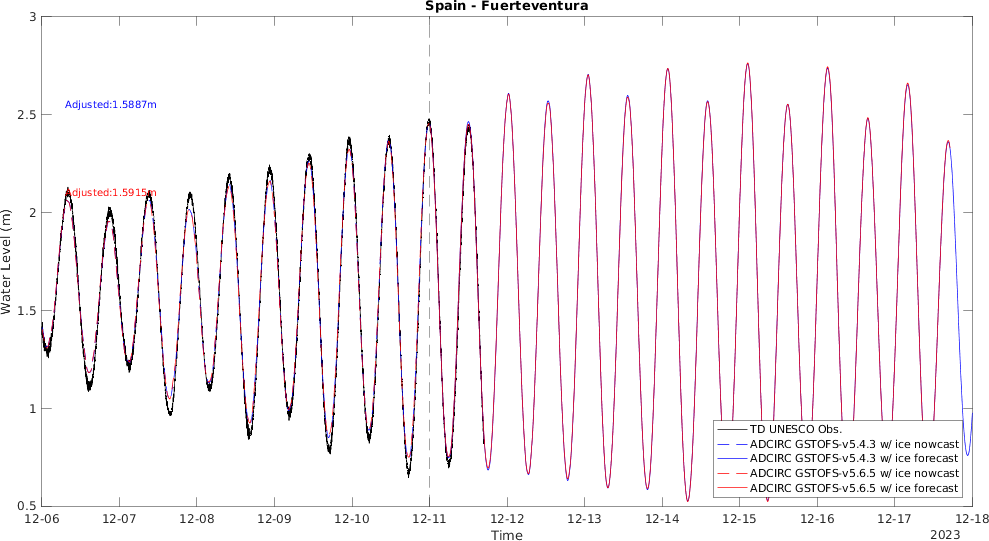 Spain - Fuerteventura
3
2.5
2
1.5
1
0.5
Water Level (m)
Adjusted:1.5887m
Adjusted:1.5915m
TD UNESCO Obs.
ADCIRC GSTOFS-v5.4.3 w/ ice nowcast
ADCIRC GSTOFS-v5.4.3 w/ ice forecast
ADCIRC GSTOFS-v5.6.5 w/ ice nowcast
ADCIRC GSTOFS-v5.6.5 w/ ice forecast
12-06 12-07 12-08 12-09 12-10 12-11 12-12 12-13 12-14 12-15 12-16 12-17 12-18
Time
2023